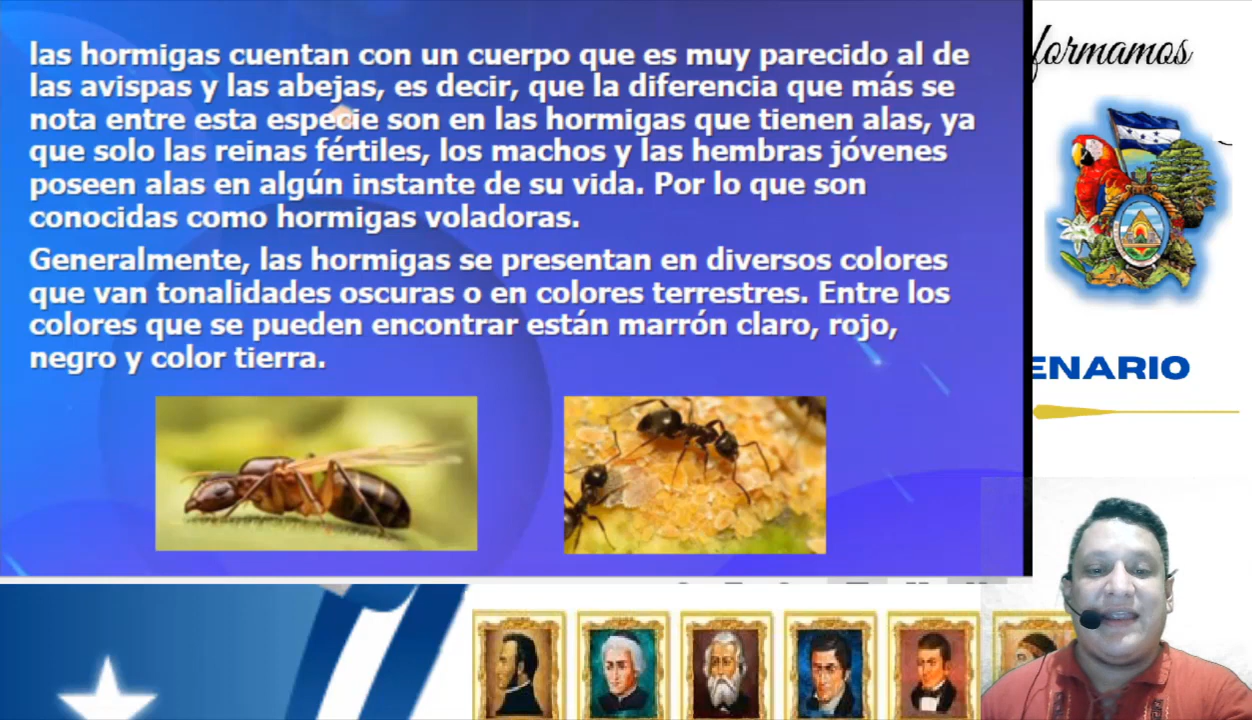 las hormigas cuentan con un cuerpo que es muy parecido al de
las avispas y las abejas, es decir, que la diferencia que más se
nota entre esta especie son en las hormigas que tienen alas, ya
que solo las reinas fértiles, los machos y las hembras jóvenes
poseen alas en algún instante de su vida. Por lo que son
conocidas como hormigas voladoras.
Generalmente, las hormigas se presentan en diversos colores
que van tonalidades oscuras o en colores terrestres. Entre los
colores que se pueden encontrar están marrón claro, rojo,
negro y color tierra.
formamos
ENARIO